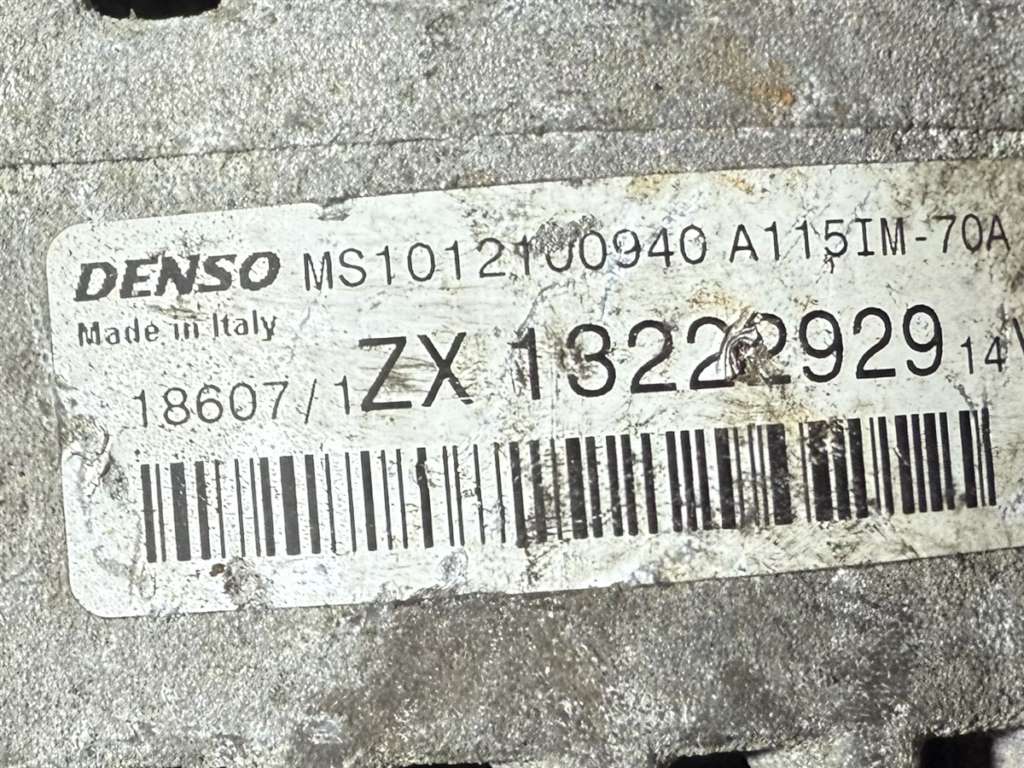 DENSO MS1012100940 A115IM-70A
Made in Italy
18607/1 ZX 13222929 14V